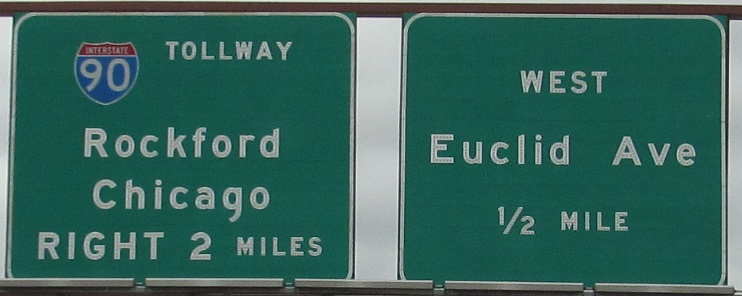 INTERSTATE
90 TOLLWAY
Rockford
Chicago
RIGHT 2 MILES
WEST
Euclid Ave
1/2 MILE